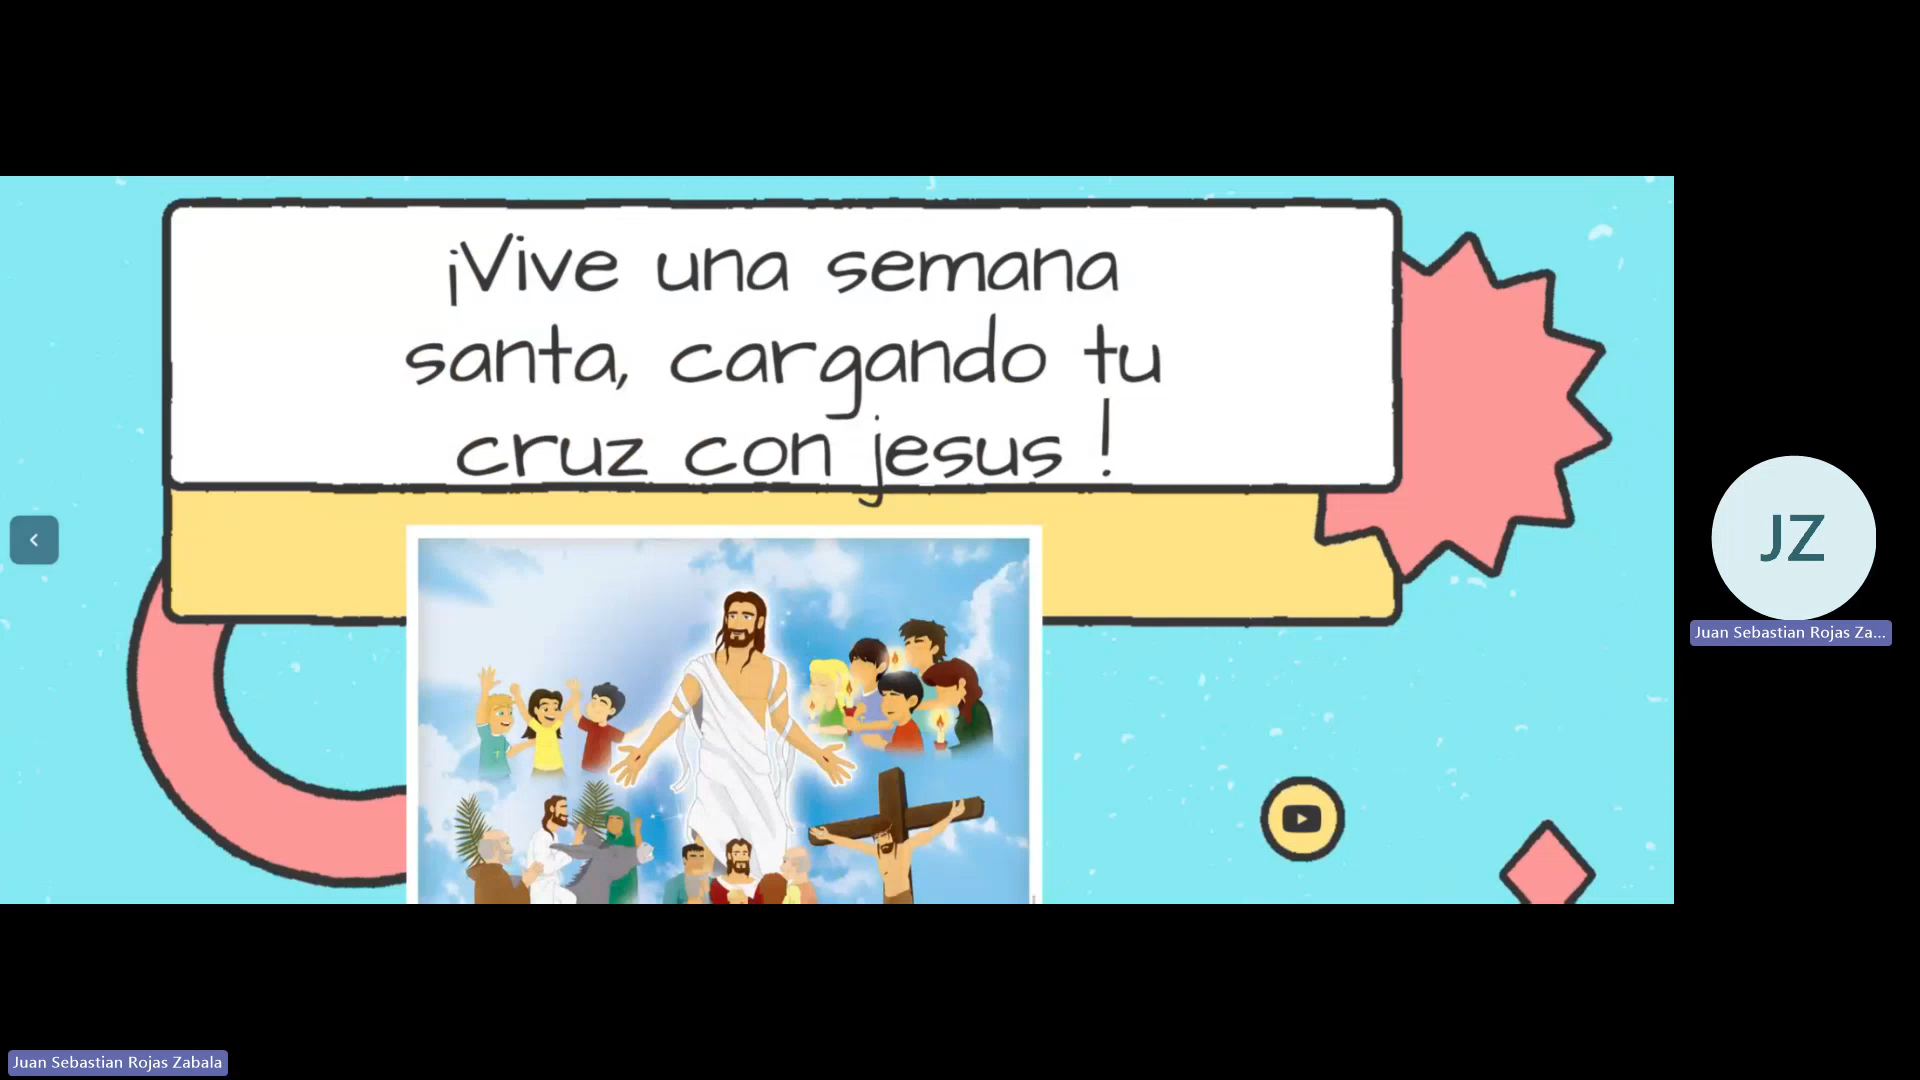 ¡Vive una semana
santa, cargando tu
cruz con jesus !
JZ
Juan Sebastian Rojas Za...
Juan Sebastian Rojas Zabala